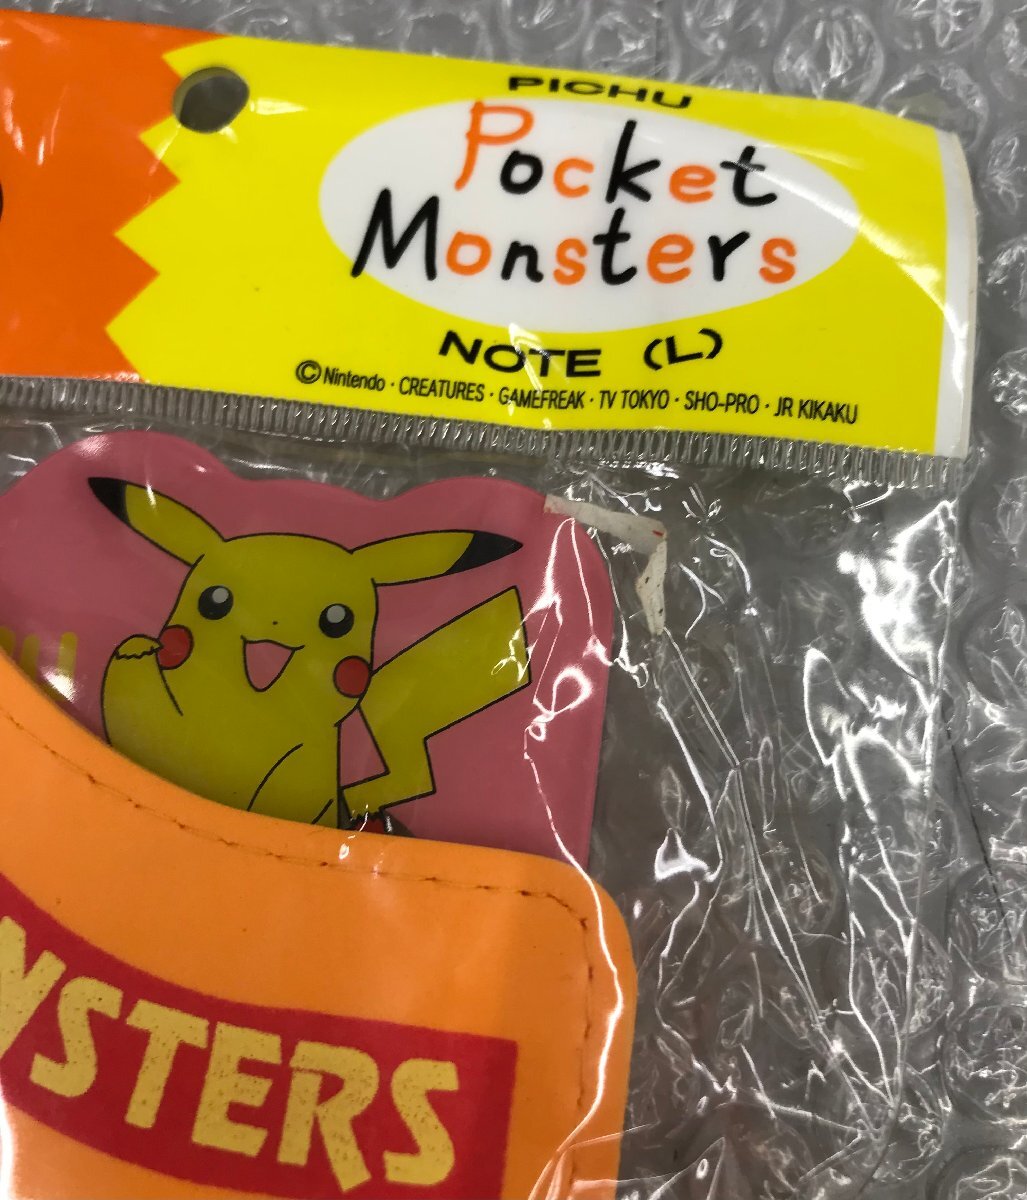 PICHU
Pocket
Monsters
NOTE (L)
©Nintendo · CREATURES · GAMEFREAK · TV TOKYO · SHO-PRO · JR KIKAKU
NSTERS